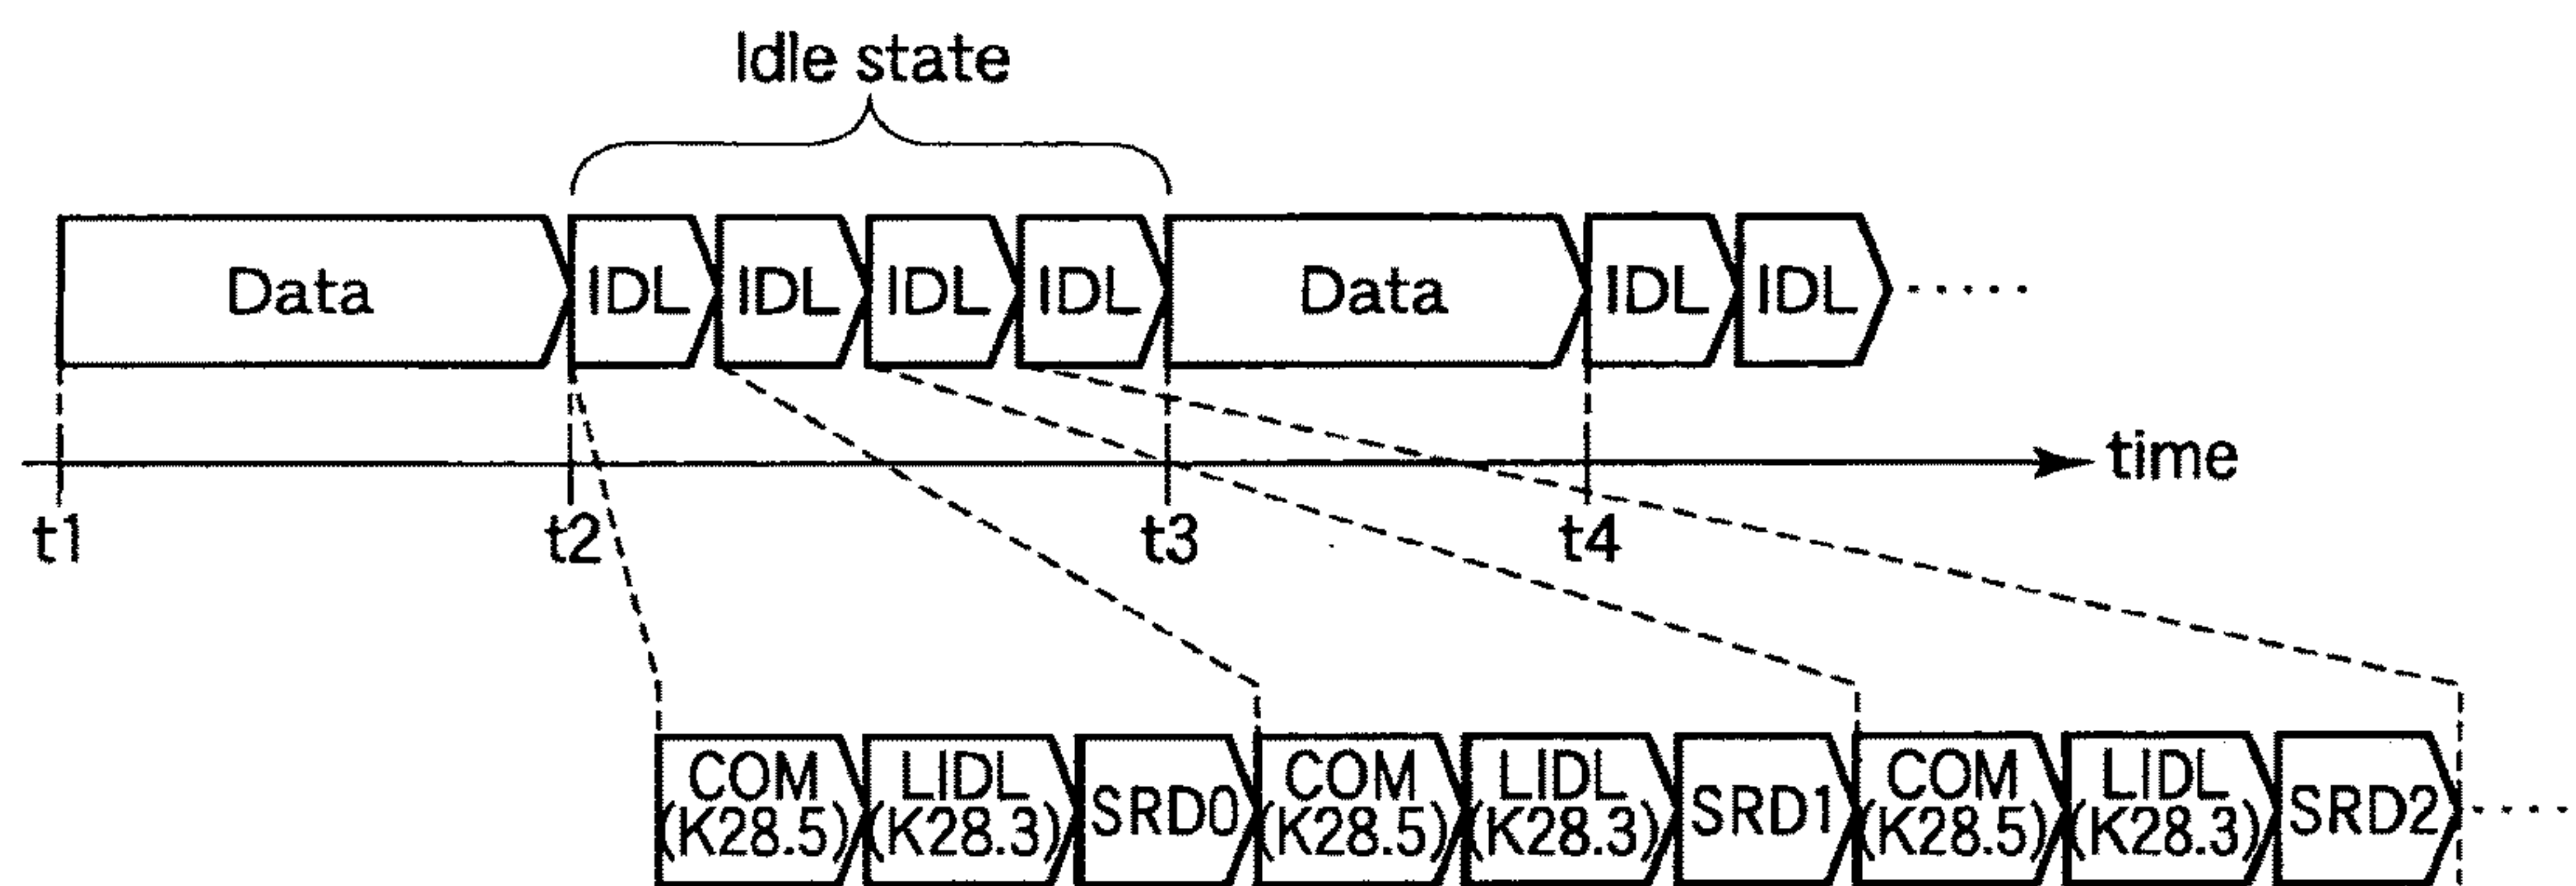 Idle state
Data IDL IDL IDL IDL Data IDL IDL ·····
time
t1 t2 t3 t4
COM (K28.5) LIDL (K28.3) SRD0 COM (K28.5) LIDL (K28.3) SRD1 COM (K28.5) LIDL (K28.3) SRD2 ····